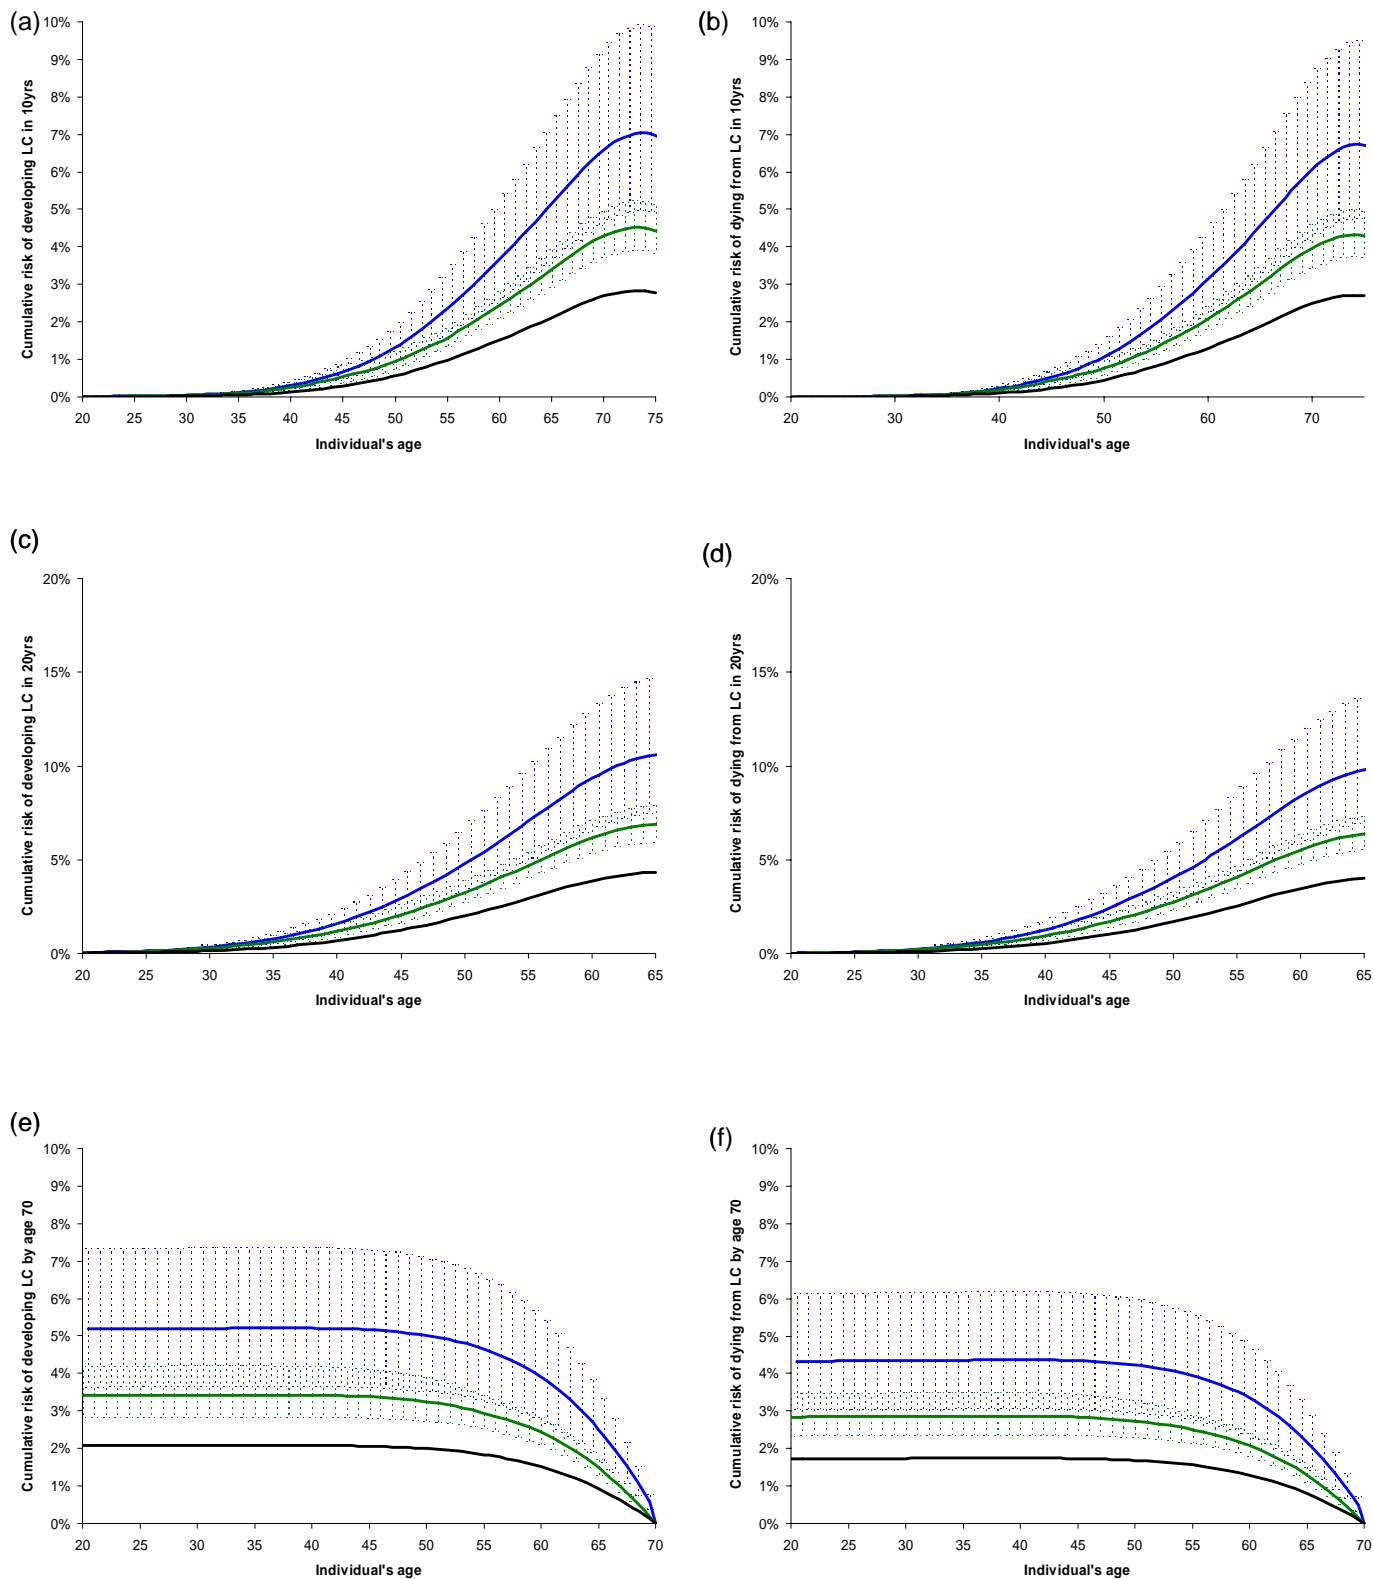 (a)
Cumulative risk of developing LC in 10yrs
10%
9%
8%
7%
6%
5%
4%
3%
2%
1%
0%
20 25 30 35 40 45 50 55 60 65 70 75
Individual's age
(b)
Cumulative risk of dying from LC in 10yrs
10%
9%
8%
7%
6%
5%
4%
3%
2%
1%
0%
20 30 40 50 60 70
Individual's age
(c)
Cumulative risk of developing LC in 20yrs
20%
15%
10%
5%
0%
20 25 30 35 40 45 50 55 60 65
Individual's age
(d)
Cumulative risk of dying from LC in 20yrs
20%
15%
10%
5%
0%
20 25 30 35 40 45 50 55 60 65
Individual's age
(e)
Cumulative risk of developing LC by age 70
10%
9%
8%
7%
6%
5%
4%
3%
2%
1%
0%
20 25 30 35 40 45 50 55 60 65 70
Individual's age
(f)
Cumulative risk of dying from LC by age 70
10%
9%
8%
7%
6%
5%
4%
3%
2%
1%
0%
20 25 30 35 40 45 50 55 60 65 70
Individual's age